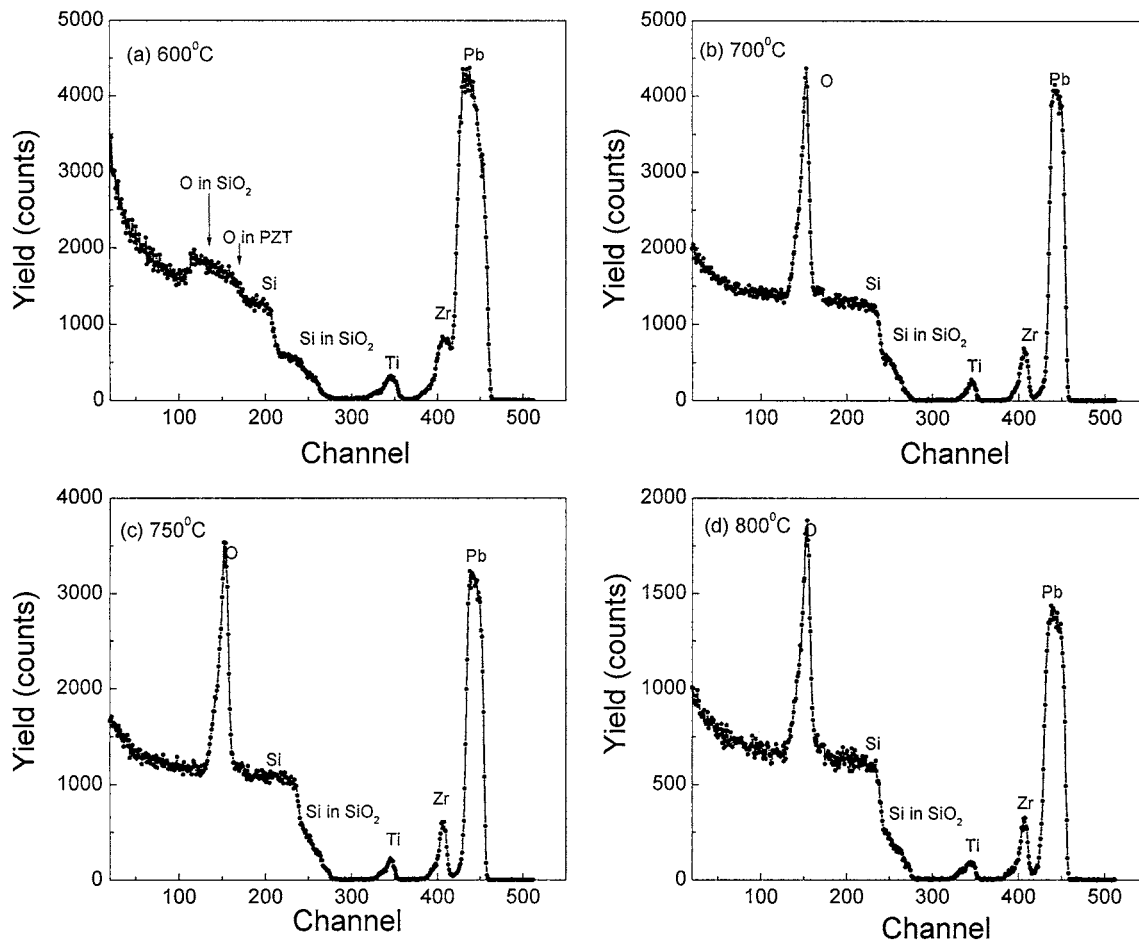 5000
4000
3000
2000
1000
0
Yield (counts)
(a) 600⁰C
O in SiO₂
O in PZT
Si
Si in SiO₂
Ti
Zr
Pb
100 200 300 400 500
Channel
5000
4000
3000
2000
1000
0
Yield (counts)
(b) 700⁰C
O
Si
Si in SiO₂
Ti
Zr
Pb
100 200 300 400 500
Channel
4000
3000
2000
1000
0
Yield (counts)
(c) 750⁰C
O
Si
Si in SiO₂
Ti
Zr
Pb
100 200 300 400 500
Channel
2000
1500
1000
500
0
Yield (counts)
(d) 800⁰C
O
Si
Si in SiO₂
Ti
Zr
Pb
100 200 300 400 500
Channel